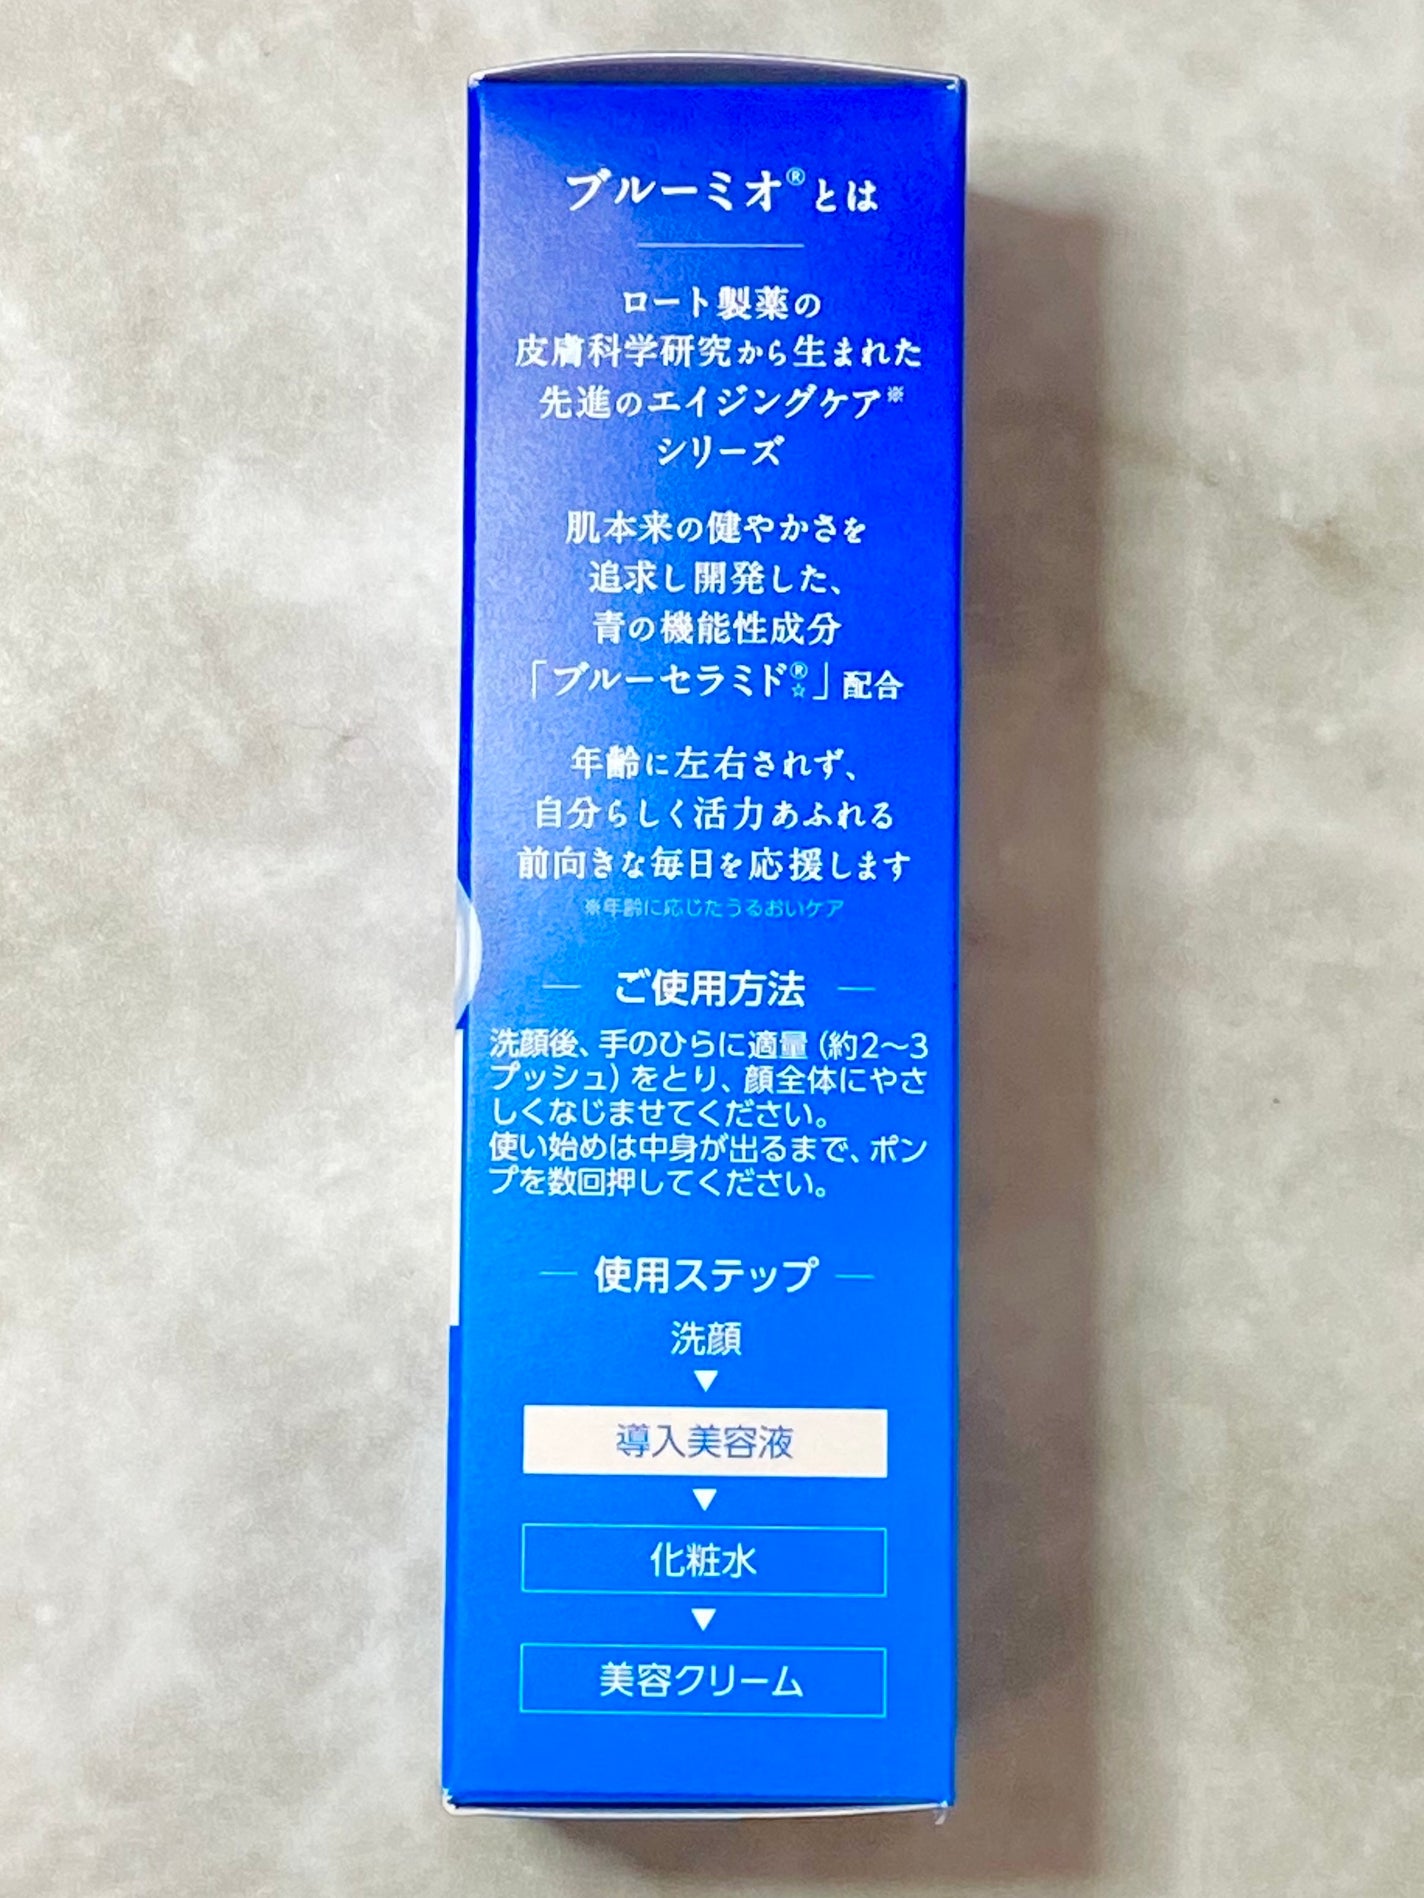 ブルーミオ®とは
ロート製薬の
皮膚科学研究から生まれた
先進のエイジングケア※
シリーズ
肌本来の健やかさを
追求し開発した、
青の機能性成分
「ブルーセラミド®☆」配合
年齢に左右されず、
自分らしく活力あふれる
前向きな毎日を応援します
※年齢に応じたうるおいケア
ご使用方法
洗顔後、手のひらに適量(約2〜3
プッシュ)をとり、顔全体にやさ
しくなじませてください。
使い始めは中身が出るまで、ポン
プを数回押してください。
使用ステップ
洗顔
▼
導入美容液
▼
化粧水
▼
美容クリーム